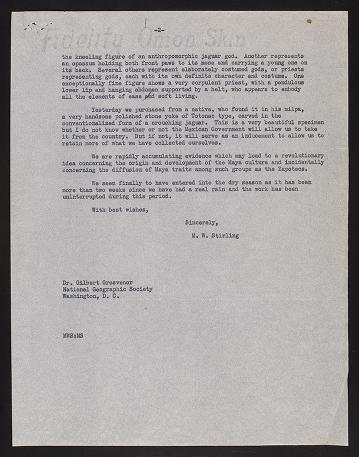 -2-
Fidelity Onion Skin
the kneeling figure of an anthropomorphic jaguar god. Another represents
an opossum holding both front paws to its nose and carrying a young one on
its back. Several others represent elaborately costumed gods, or priests
representing gods, each with its own definite character and costume. One
exceptionally fine figure shows a very corpulent priest, with a pendulous
lower lip and hanging abdomen supported by a belt, who appears to embody
all the elements of ease and soft living.
Yesterday we purchased from a native, who found it in his milpa,
a very handsome polished stone yoke of Totonac type, carved in the
conventionalized form of a crouching jaguar. This is a very beautiful specimen
but I do not know whether or not the Mexican Government will allow us to take
it from the country. But if not, it will serve as an inducement to allow us to
retain more of what we have collected ourselves.
We are rapidly accumulating evidence which may lead to a revolutionary
idea concerning the origin and development of the Maya culture and incidentally
concerning the diffusion of Maya traits among such groups as the Zapotecs.
We seem finally to have entered into the dry season as it has been
more than two weeks since we have had a real rain and the work has been
uninterrupted during this period.
With best wishes,
Sincerely,
M. W. Stirling
Dr. Gilbert Grosvenor
National Geographic Society
Washington, D. C.
MWS:MS